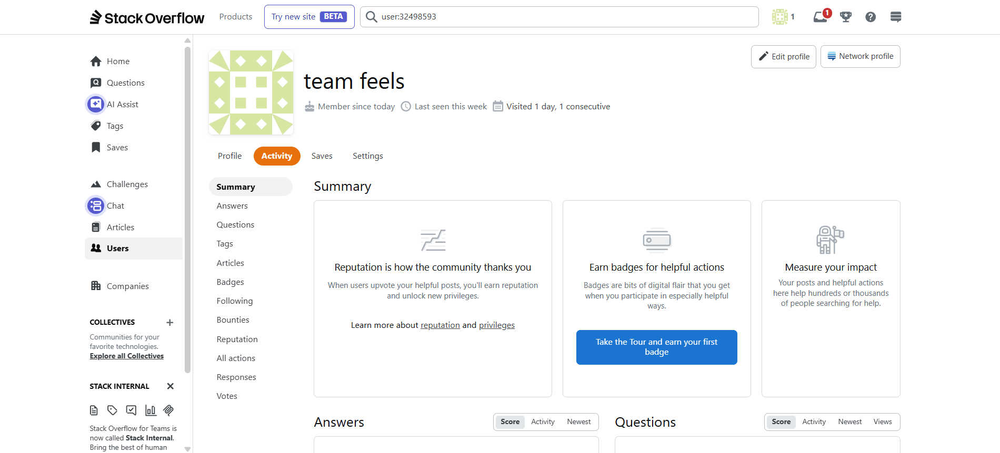 Stack Overflow
Products
Try new site BETA
user:32498593
1
1
Home
Questions
AI Assist
Tags
Saves
Challenges
Chat
Articles
Users
Companies
COLLECTIVES
Communities for your
favorite technologies.
Explore all Collectives
STACK INTERNAL
Stack Overflow for Teams is
now called Stack Internal.
Bring the best of human
Edit profile
Network profile
team feels
Member since today
Last seen this week
Visited 1 day, 1 consecutive
Profile
Activity
Saves
Settings
Summary
Answers
Questions
Tags
Articles
Badges
Following
Bounties
Reputation
All actions
Responses
Votes
Summary
Reputation is how the community thanks you
When users upvote your helpful posts, you'll earn reputation
and unlock new privileges.
Learn more about reputation and privileges
Earn badges for helpful actions
Badges are bits of digital flair that you get
when you participate in especially helpful
ways.
Take the Tour and earn your first
badge
Measure your impact
Your posts and helpful actions
here help hundreds or thousands
of people searching for help.
Answers
Score Activity Newest
Questions
Score Activity Newest Views